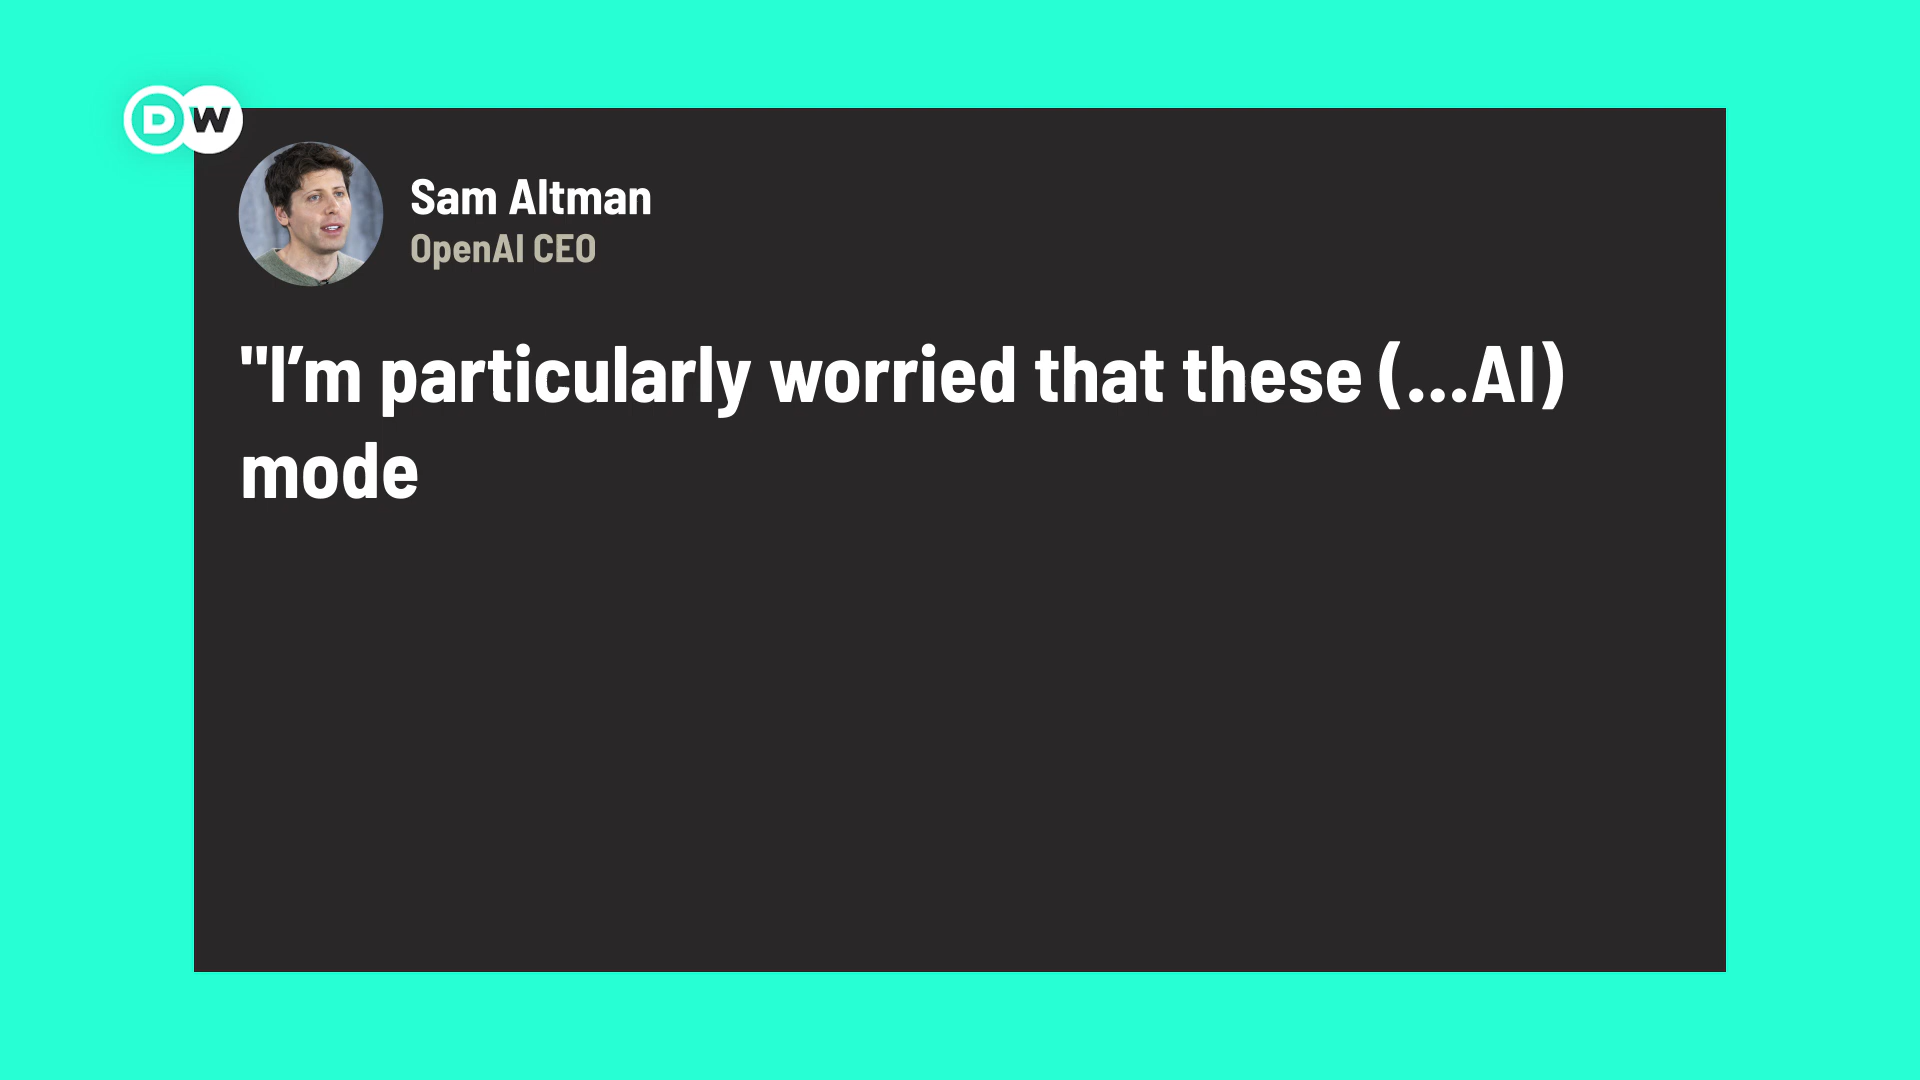 DW
Sam Altman
OpenAI CEO
"I’m particularly worried that these (...AI)
mode